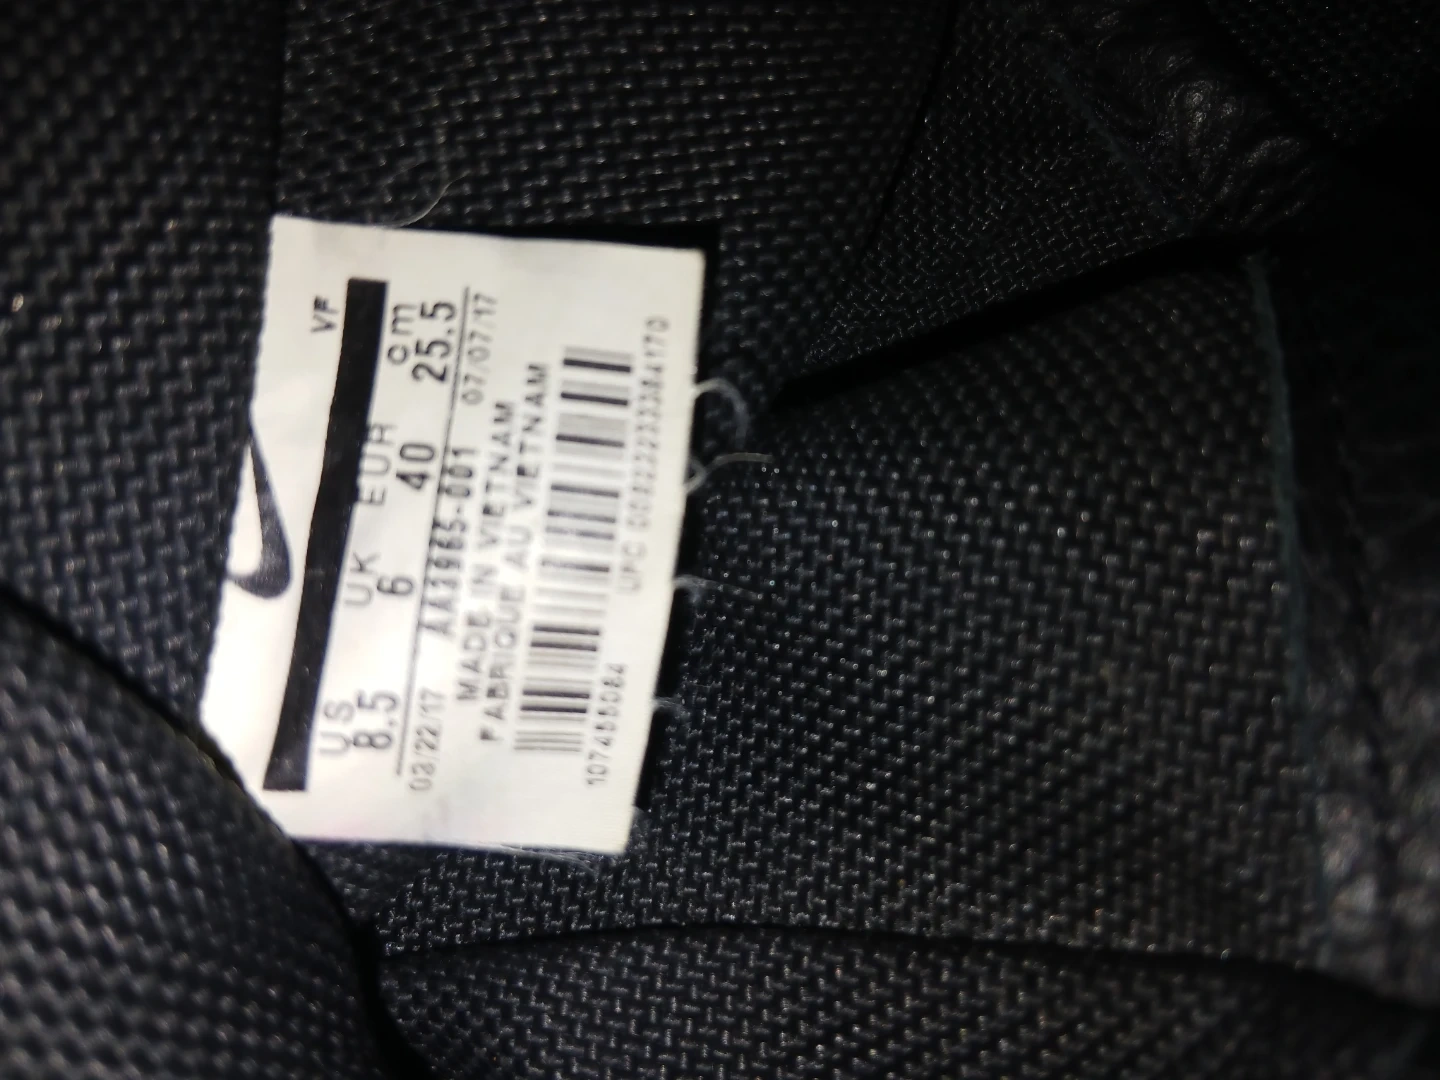 VF
US UK EUR cm
8.5 6 40 25.5
03/22/17 AA3965-001 07/07/17
MADE IN VIETNAM
FABRIQUE AU VIETNAM
UPC